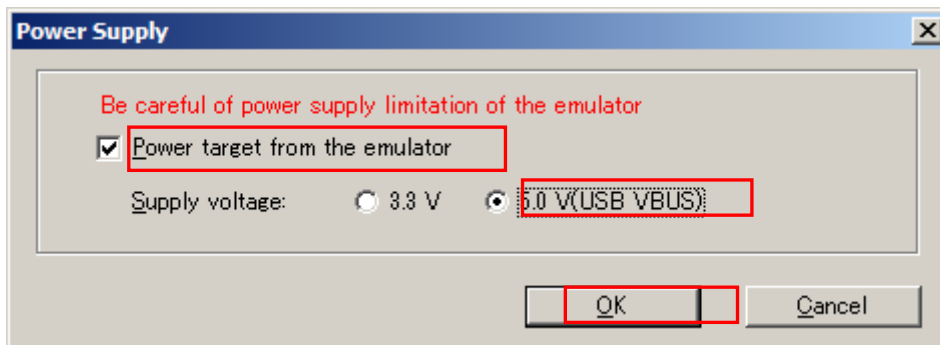 Power Supply
Be careful of power supply limitation of the emulator
Power target from the emulator
Supply voltage: 3.3 V 5.0 V(USB VBUS)
OK Cancel